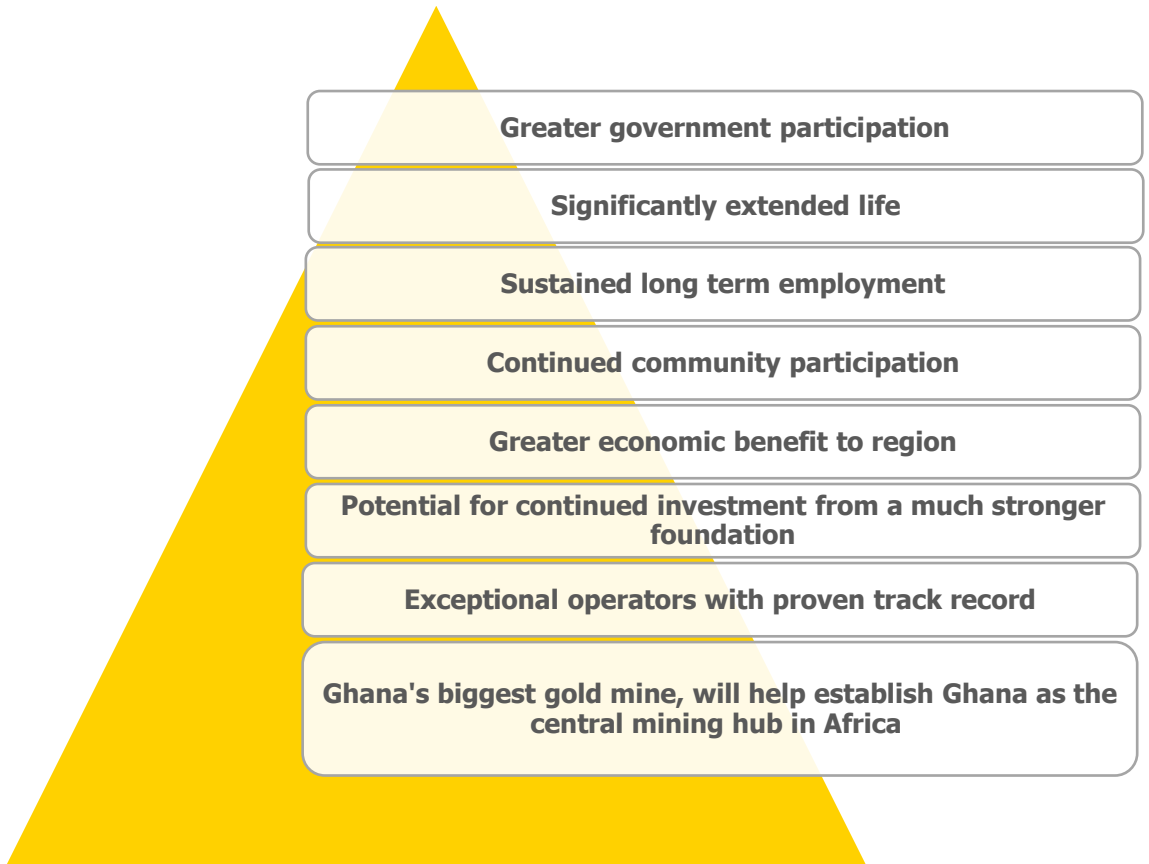 Greater government participation
Significantly extended life
Sustained long term employment
Continued community participation
Greater economic benefit to region
Potential for continued investment from a much stronger
foundation
Exceptional operators with proven track record
Ghana's biggest gold mine, will help establish Ghana as the
central mining hub in Africa